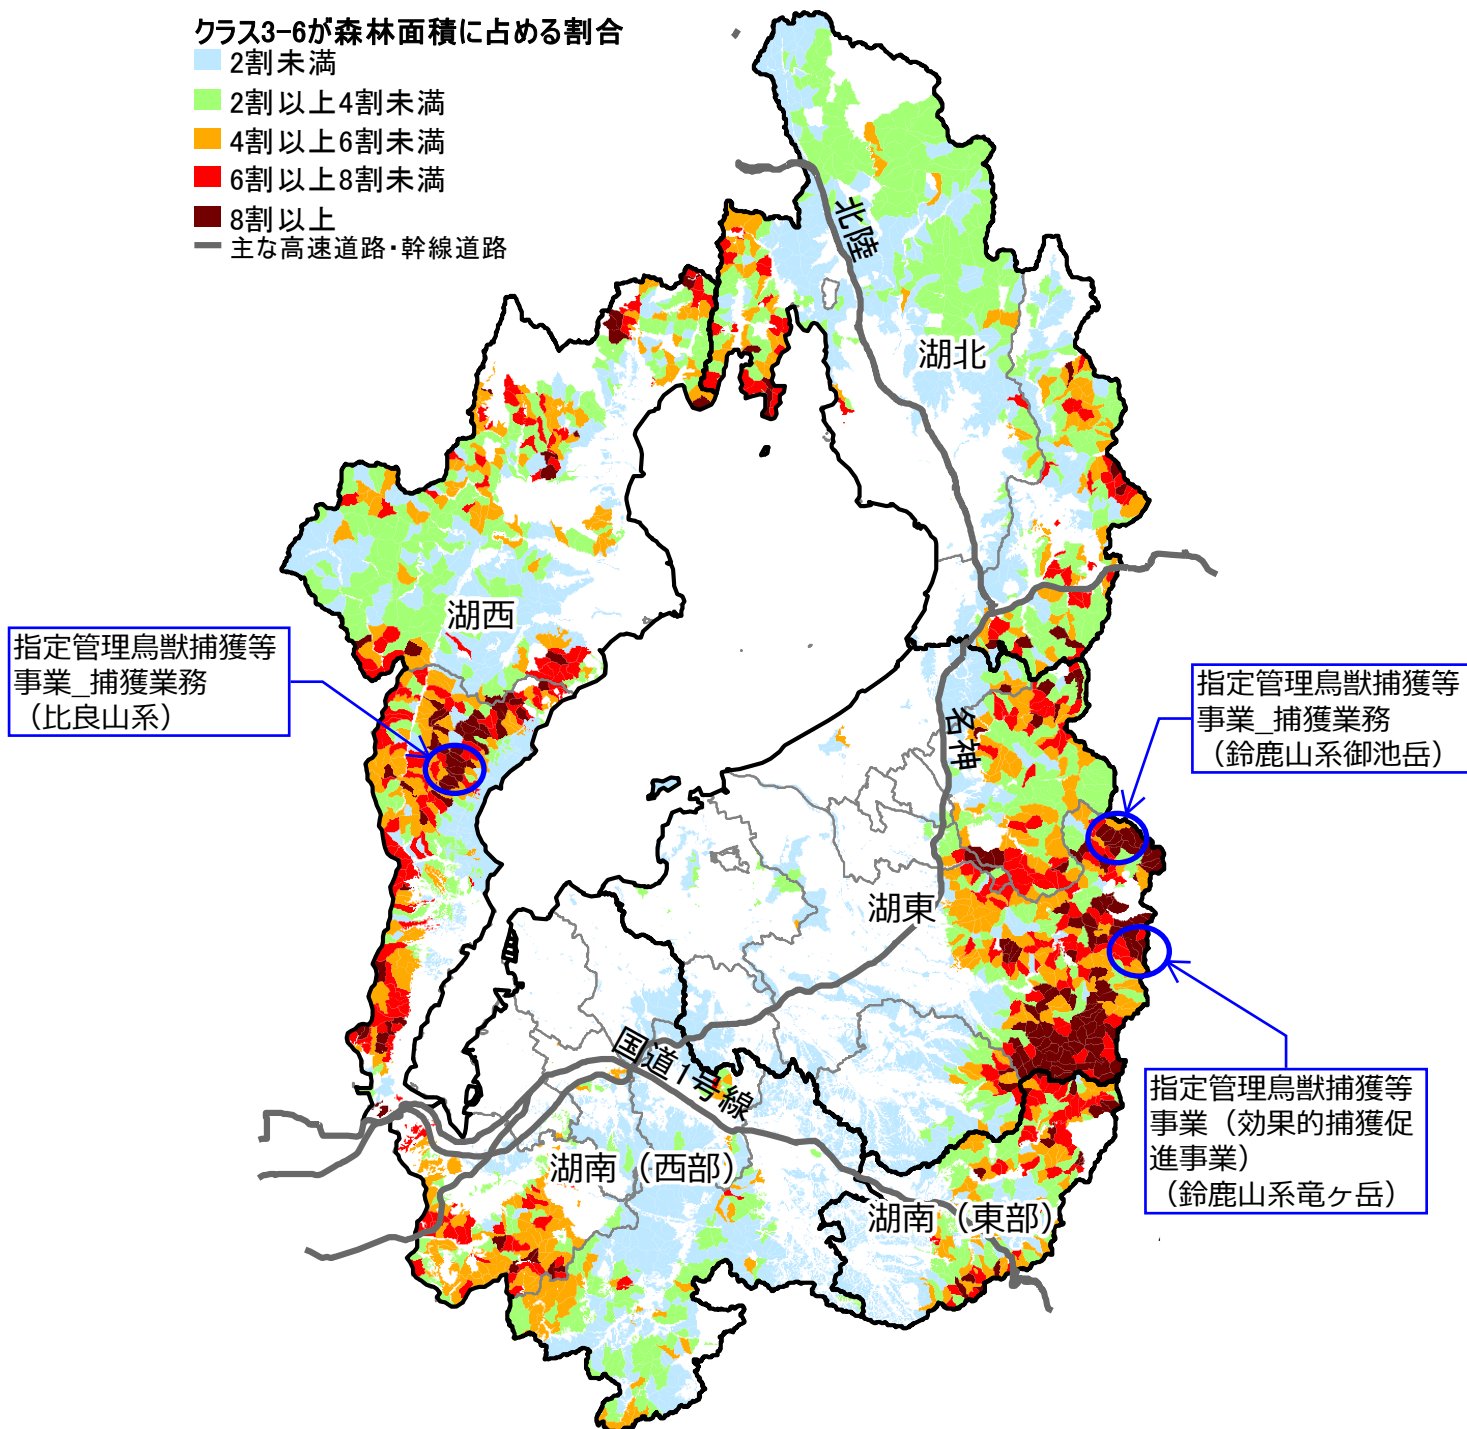 クラス3-6が森林面積に占める割合
2割未満
2割以上4割未満
4割以上6割未満
6割以上8割未満
8割以上
主な高速道路・幹線道路
北陸
湖北
湖西
指定管理鳥獣捕獲等
事業_捕獲業務
（比良山系）
指定管理鳥獣捕獲等
事業_捕獲業務
（鈴鹿山系御池岳）
名神
湖東
国道1号線
指定管理鳥獣捕獲等
事業（効果的捕獲促
進事業）
（鈴鹿山系竜ヶ岳）
湖南（西部）
湖南（東部）